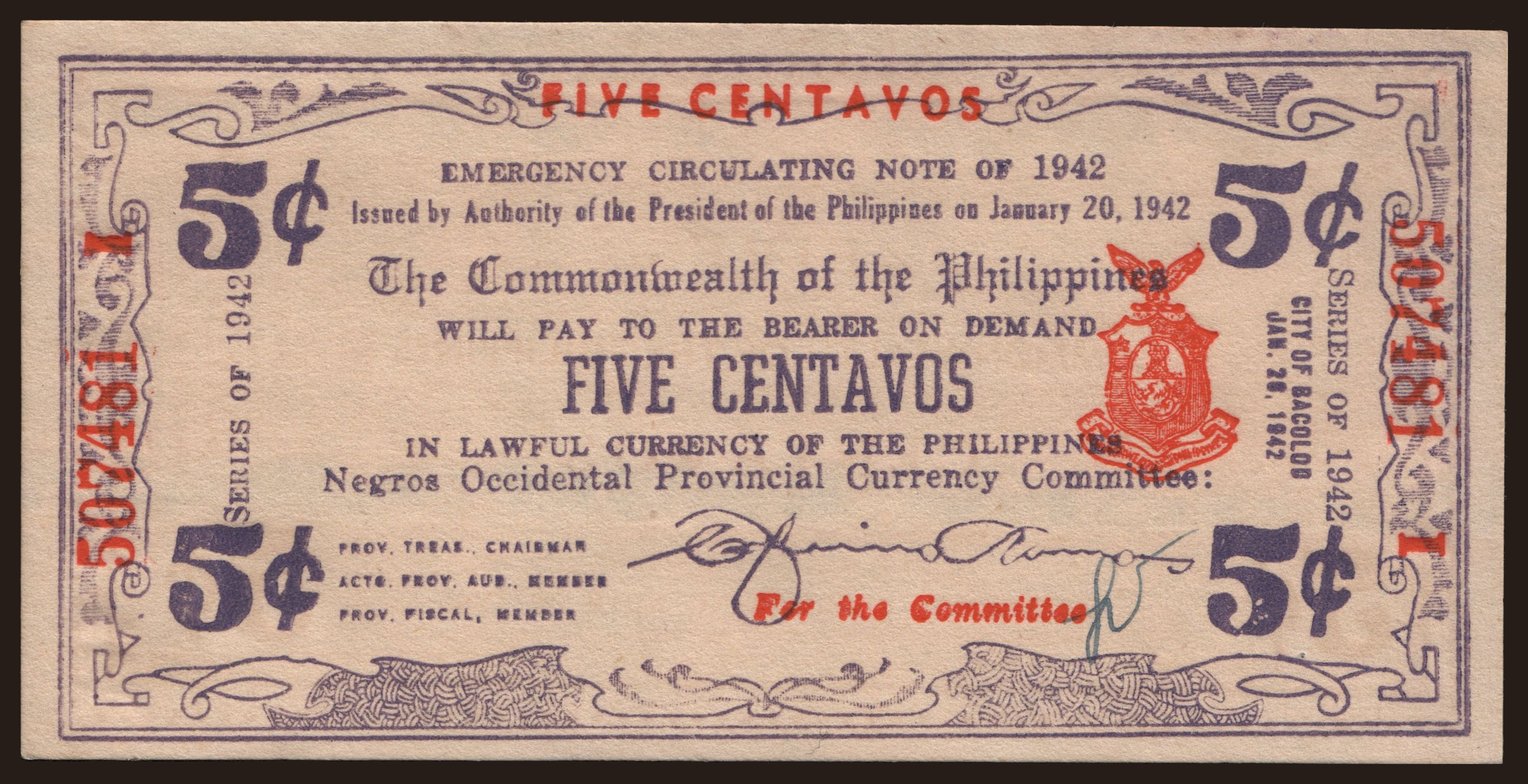 FIVE CENTAVOS
EMERGENCY CIRCULATING NOTE OF 1942
Issued by Authority of the President of the Philippines on January 20, 1942
5¢
5¢
The Commonwealth of the Philippines
WILL PAY TO THE BEARER ON DEMAND
FIVE CENTAVOS
IN LAWFUL CURRENCY OF THE PHILIPPINES
Negros Occidental Provincial Currency Committee:
507481 1
SERIES OF 1942
SERIES OF 1942
CITY OF BACOLOD
JAN. 26, 1942
507481 1
5¢
5¢
PROV. TREAS., CHAIRMAN
ACTG. PROV. AUD., MEMBER
PROV. FISCAL, MEMBER
For the Committee